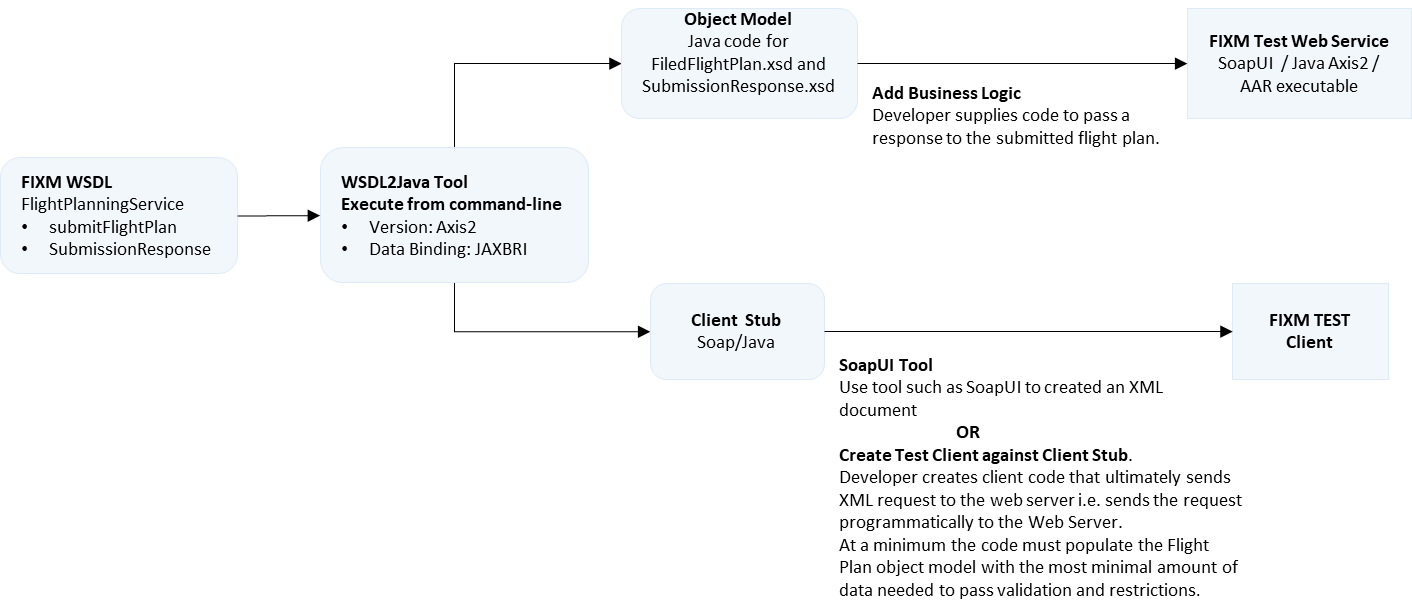 Object Model
Java code for
FiledFlightPlan.xsd and
SubmissionResponse.xsd
FIXM Test Web Service
SoapUI / Java Axis2 /
AAR executable
Add Business Logic
Developer supplies code to pass a
response to the submitted flight plan.
FIXM WSDL
FlightPlanningService
• submitFlightPlan
• SubmissionResponse
WSDL2Java Tool
Execute from command-line
• Version: Axis2
• Data Binding: JAXBRI
Client Stub
Soap/Java
FIXM TEST
Client
SoapUI Tool
Use tool such as SoapUI to created an XML
document
OR
Create Test Client against Client Stub.
Developer creates client code that ultimately sends
XML request to the web server i.e. sends the request
programmatically to the Web Server.
At a minimum the code must populate the Flight
Plan object model with the most minimal amount of
data needed to pass validation and restrictions.